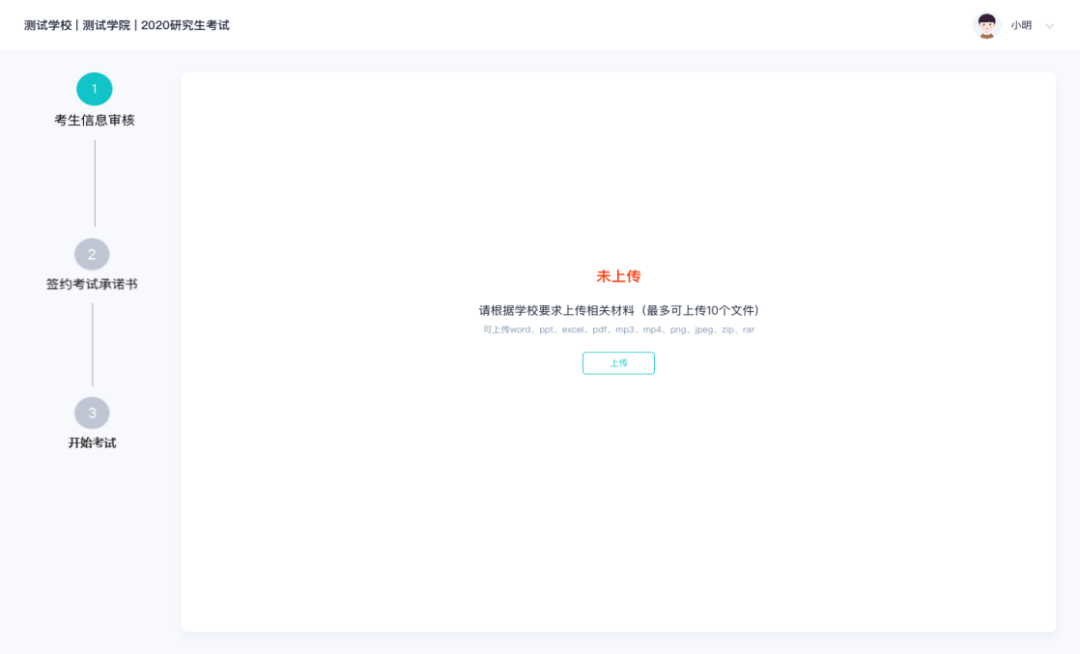 测试学校 | 测试学院 | 2020研究生考试
小明
1
考生信息审核
2
签约考试承诺书
3
开始考试
未上传
请根据学校要求上传相关材料（最多可上传10个文件）
可上传word、ppt、excel、pdf、mp3、mp4、png、jpeg、zip、rar
上传